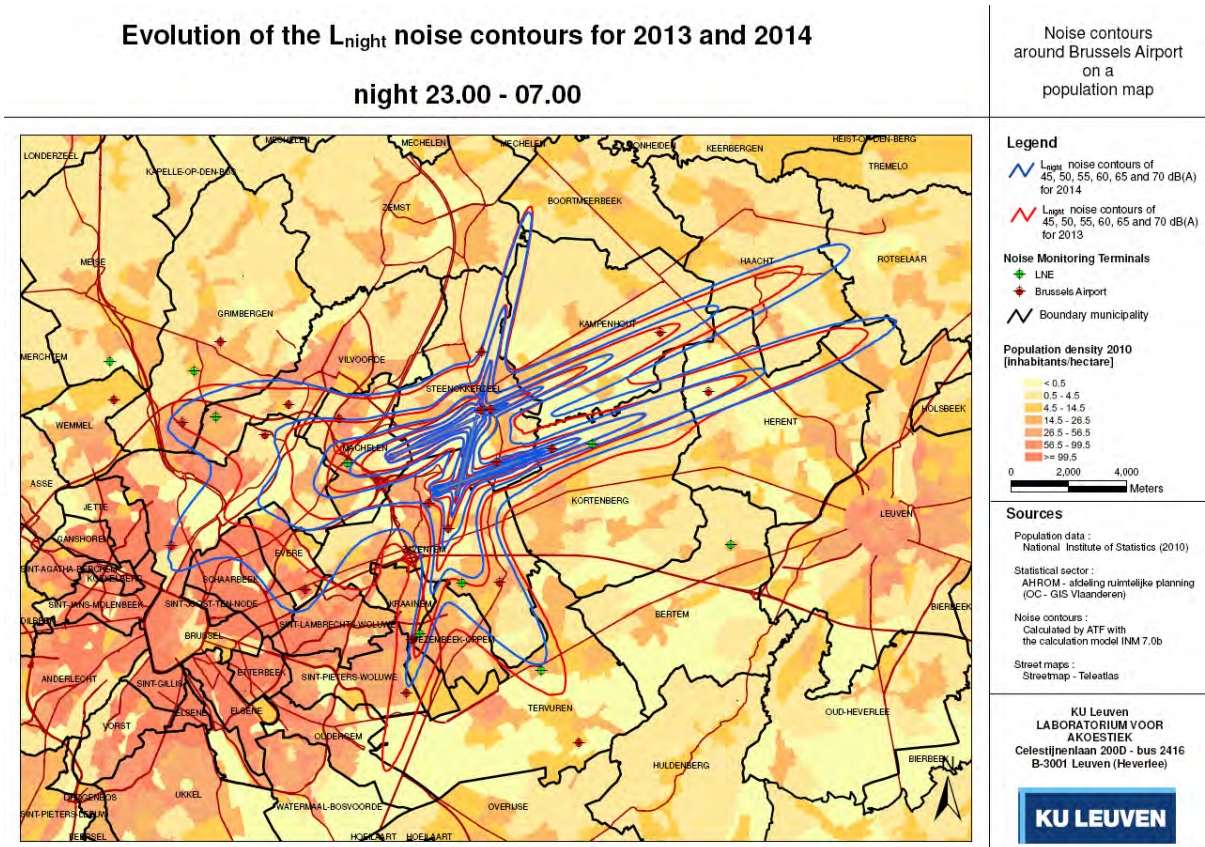 Evolution of the Lnight noise contours for 2013 and 2014
night 23.00 - 07.00
Noise contours
around Brussels Airport
on a
population map
MECHELEN
MECHELEN
MECHELEN
KEERBERGEN
HEIST-OP-DEN-BERG
LONDERZEEL
KAPELLE-OP-DEN-BOS
TREMELO
ZEMST
BOORTMEERBEEK
MEISE
HAACHT
ROTSELAAR
GRIMBERGEN
KAMPENHOUT
MERCHTEM
VILVOORDE
STEENOKKERZEEL
HOLSBEEK
WEMMEL
HERENT
MACHELEN
ASSE
KORTENBERG
JETTE
LEUVEN
GANSHOREN
EVERE
ZAVENTEM
SINT-AGATHA-BERCHEM
KOEKELBERG
SCHAARBEEK
SINT-JANS-MOLENBEEK
SINT-JOOST-TEN-NODE
KRAAINEM
BERTEM
BIERBEEK
DILBEEK
SINT-LAMBRECHTS-WOLUWE
BRUSSEL
WEZEMBEEK-OPPEM
ETTERBEEK
ANDERLECHT
SINT-GILLIS
SINT-PIETERS-WOLUWE
ELSENE
ELSENE
TERVUREN
OUD-HEVERLEE
VORST
OUDERGEM
BIERBEEK
HULDENBERG
UKKEL
WATERMAAL-BOSVOORDE
OVERIJSE
SINT-PIETERS-LEEUW
BEERSEL
HOEILAART
HOEILAART
Legend
Lnight noise contours of
45, 50, 55, 60, 65 and 70 dB(A)
for 2014
Lnight noise contours of
45, 50, 55, 60, 65 and 70 dB(A)
for 2013
Noise Monitoring Terminals
LNE
Brussels Airport
Boundary municipality
Population density 2010
[Inhabitants/hectare]
< 0.5
0.5 - 4.5
4.5 - 14.5
14.5 - 26.5
26.5 - 56.5
56.5 - 99.5
>= 99.5
0 2,000 4,000
Meters
Sources
Population data :
National Institute of Statistics (2010)
Statistical sector :
AHROM - afdeling ruimtelijke planning
(OC - GIS Vlaanderen)
Noise contours :
Calculated by ATF with
the calculation model INM 7.0b
Street maps :
Streetmap - Teleatlas
KU Leuven
LABORATORIUM VOOR
AKOESTIEK
Celestijnenlaan 200D - bus 2416
B-3001 Leuven (Heverlee)
KU LEUVEN